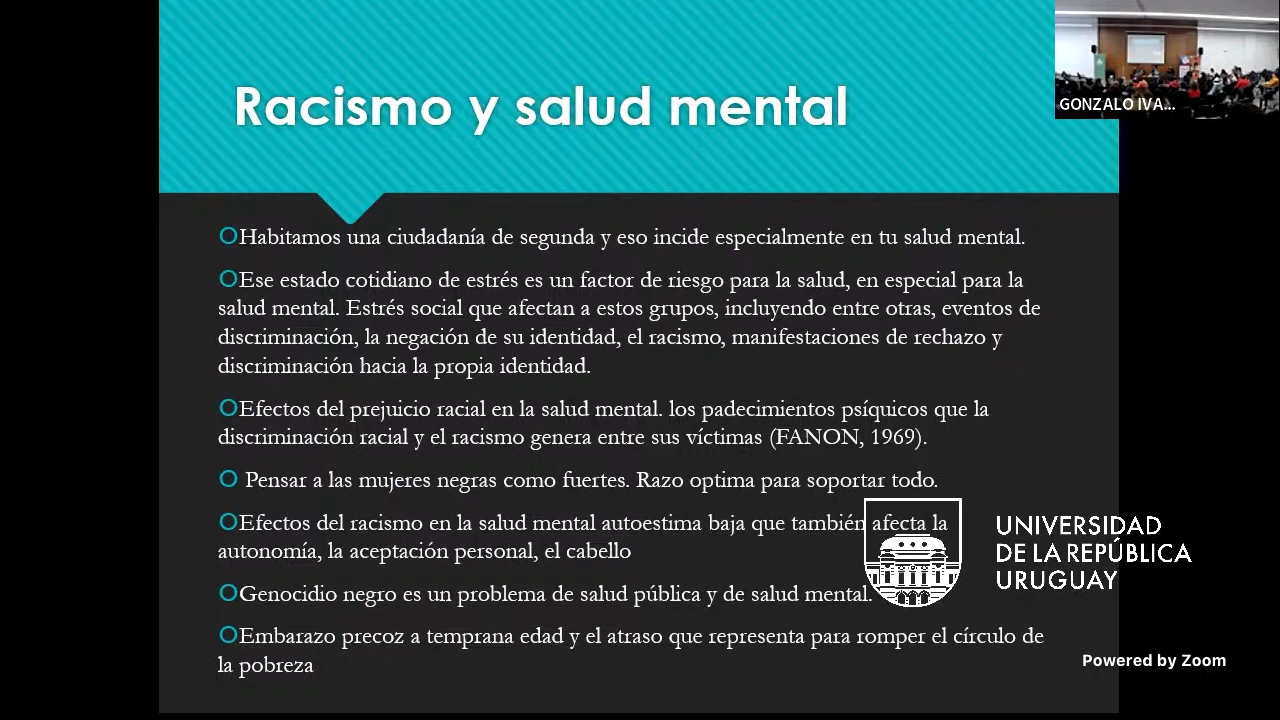 Racismo y salud mental
GONZALO IVA...
Habitamos una ciudadanía de segunda y eso incide especialmente en tu salud mental.
Ese estado cotidiano de estrés es un factor de riesgo para la salud, en especial para la
salud mental. Estrés social que afectan a estos grupos, incluyendo entre otras, eventos de
discriminación, la negación de su identidad, el racismo, manifestaciones de rechazo y
discriminación hacia la propia identidad.
Efectos del prejuicio racial en la salud mental. los padecimientos psíquicos que la
discriminación racial y el racismo genera entre sus víctimas (FANON, 1969).
Pensar a las mujeres negras como fuertes. Razo optima para soportar todo.
Efectos del racismo en la salud mental autoestima baja que también afecta la
autonomía, la aceptación personal, el cabello
Genocidio negro es un problema de salud pública y de salud mental.
Embarazo precoz a temprana edad y el atraso que representa para romper el círculo de
la pobreza
UNIVERSIDAD
DE LA REPÚBLICA
URUGUAY
Powered by Zoom